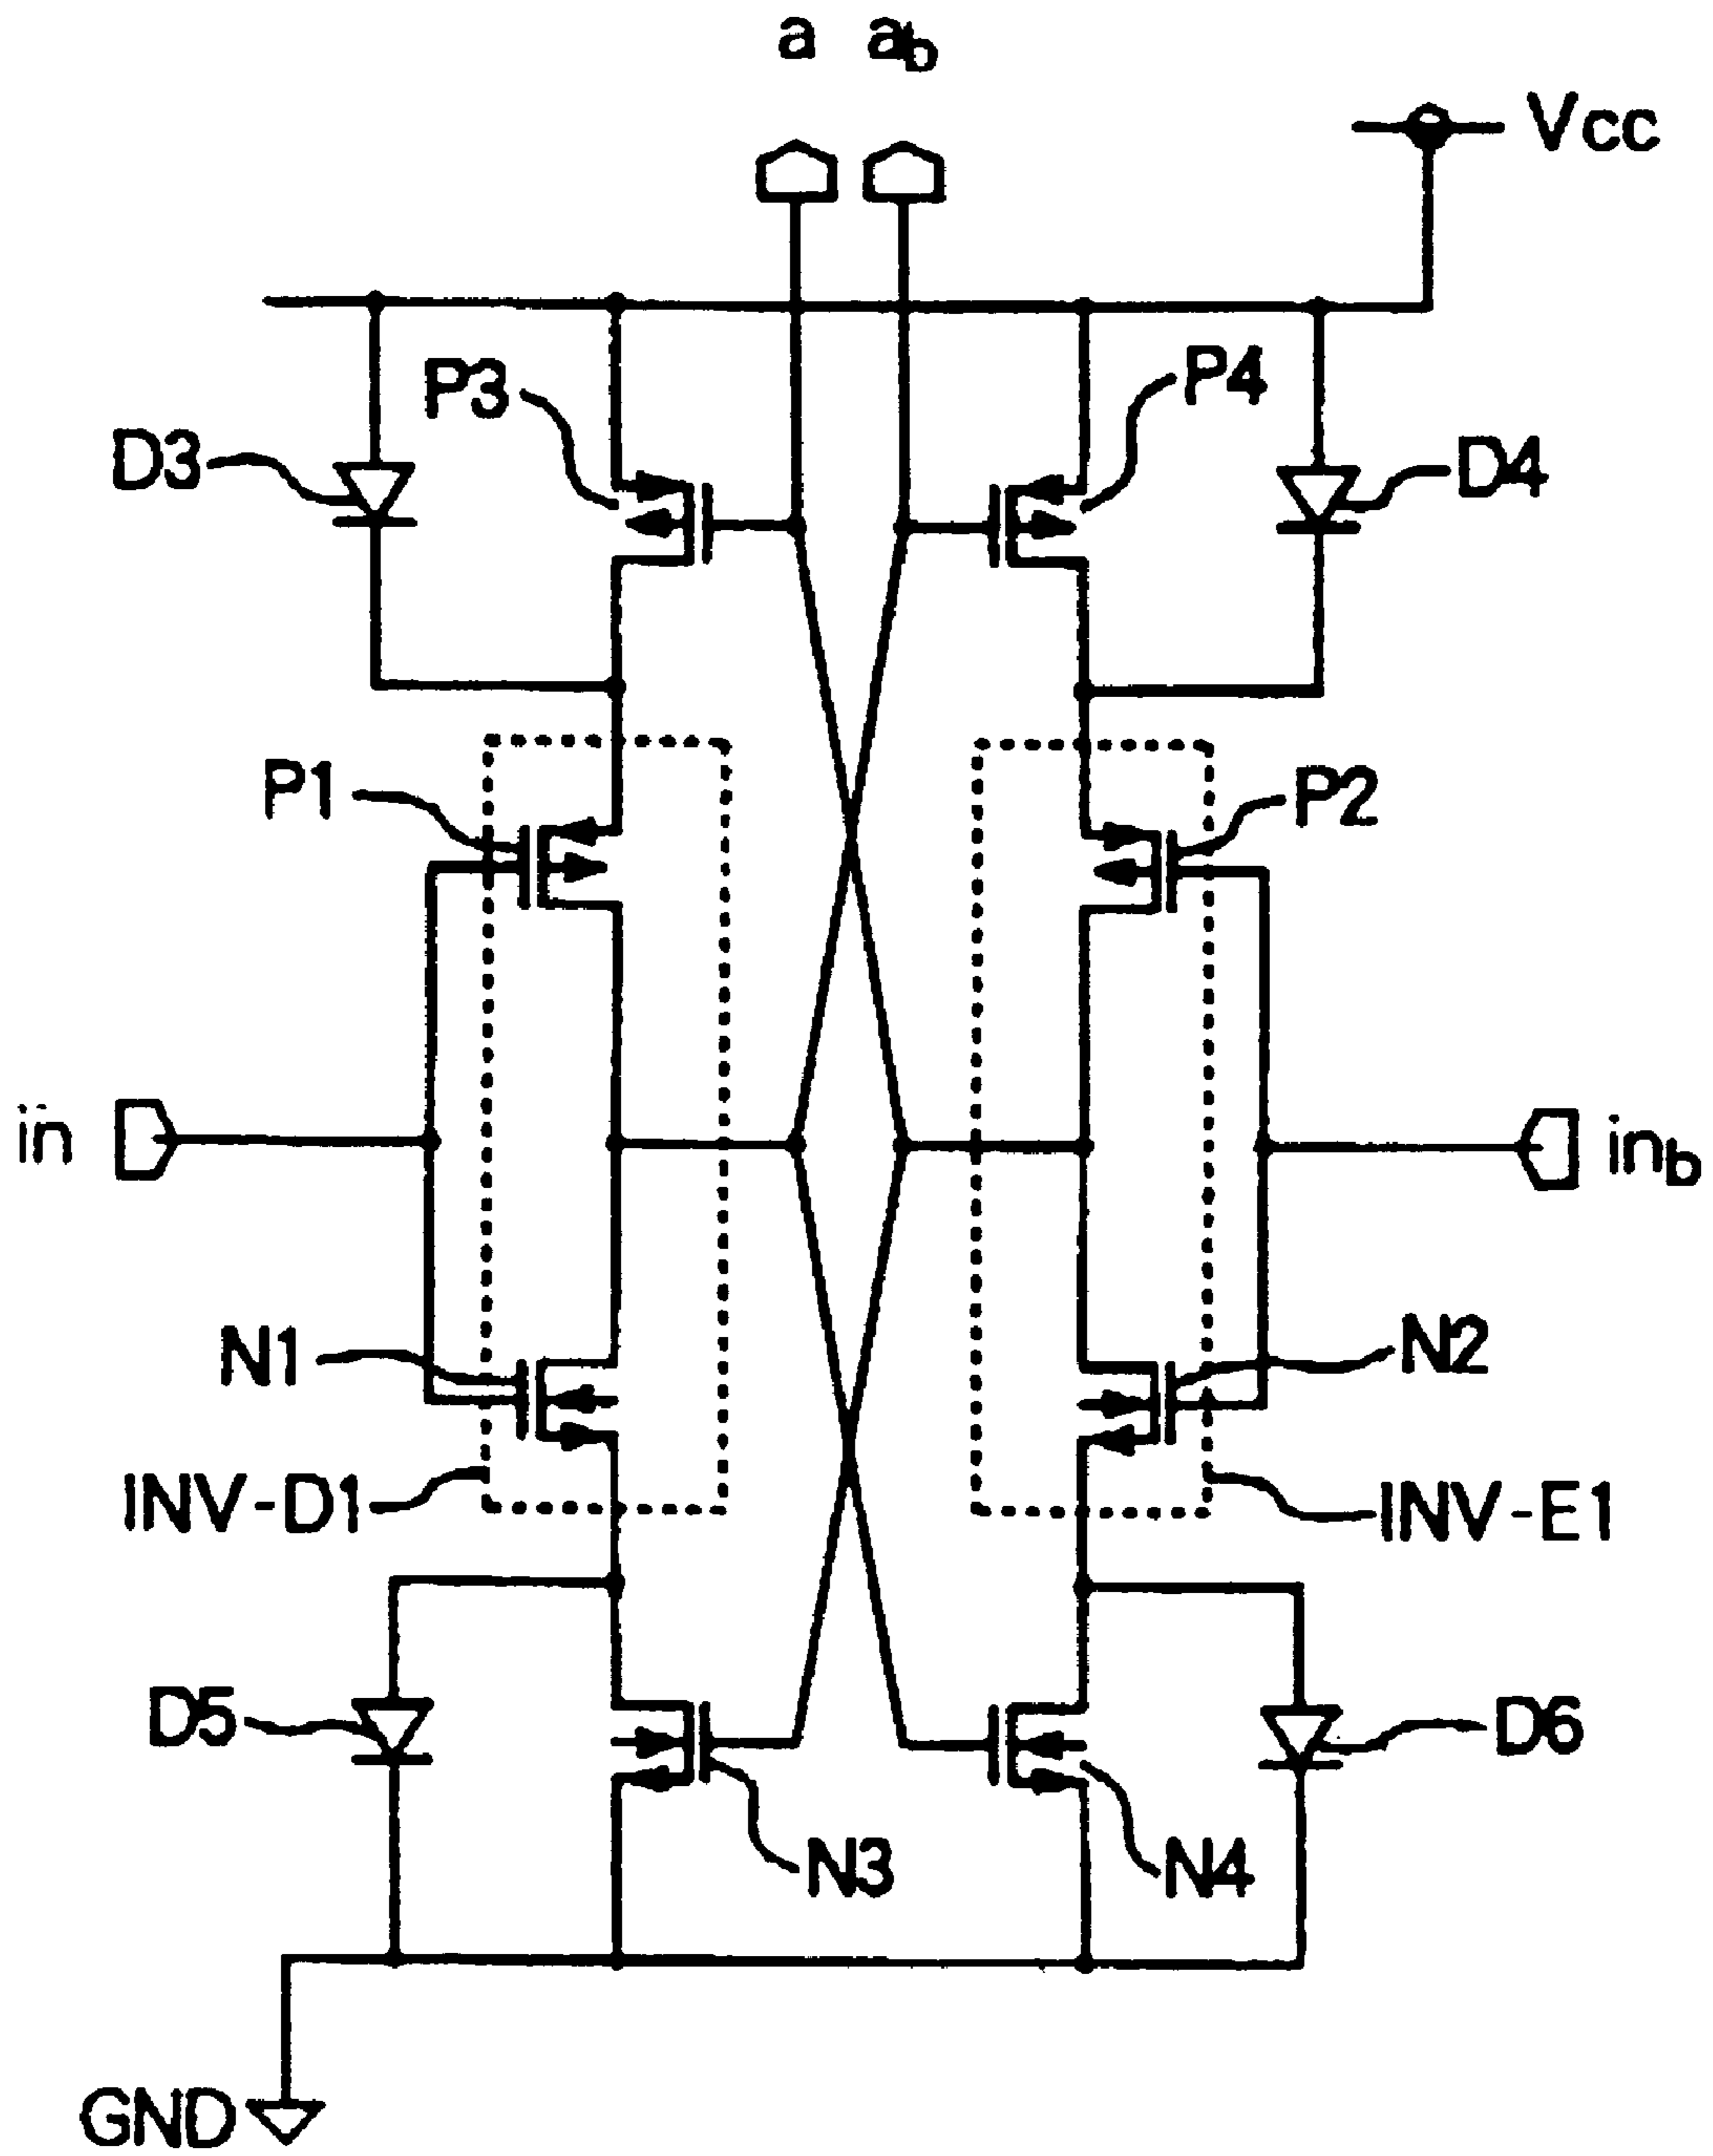 a a_b
Vcc
P3 P4
D3 D4
P1 P2
in in_b
N1 N2
INV-D1 INV-E1
D5 D6
N3 N4
GND